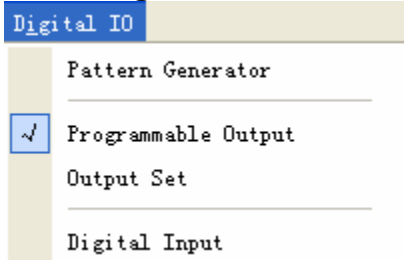 Digital IO
Pattern Generator
Programmable Output
Output Set
Digital Input